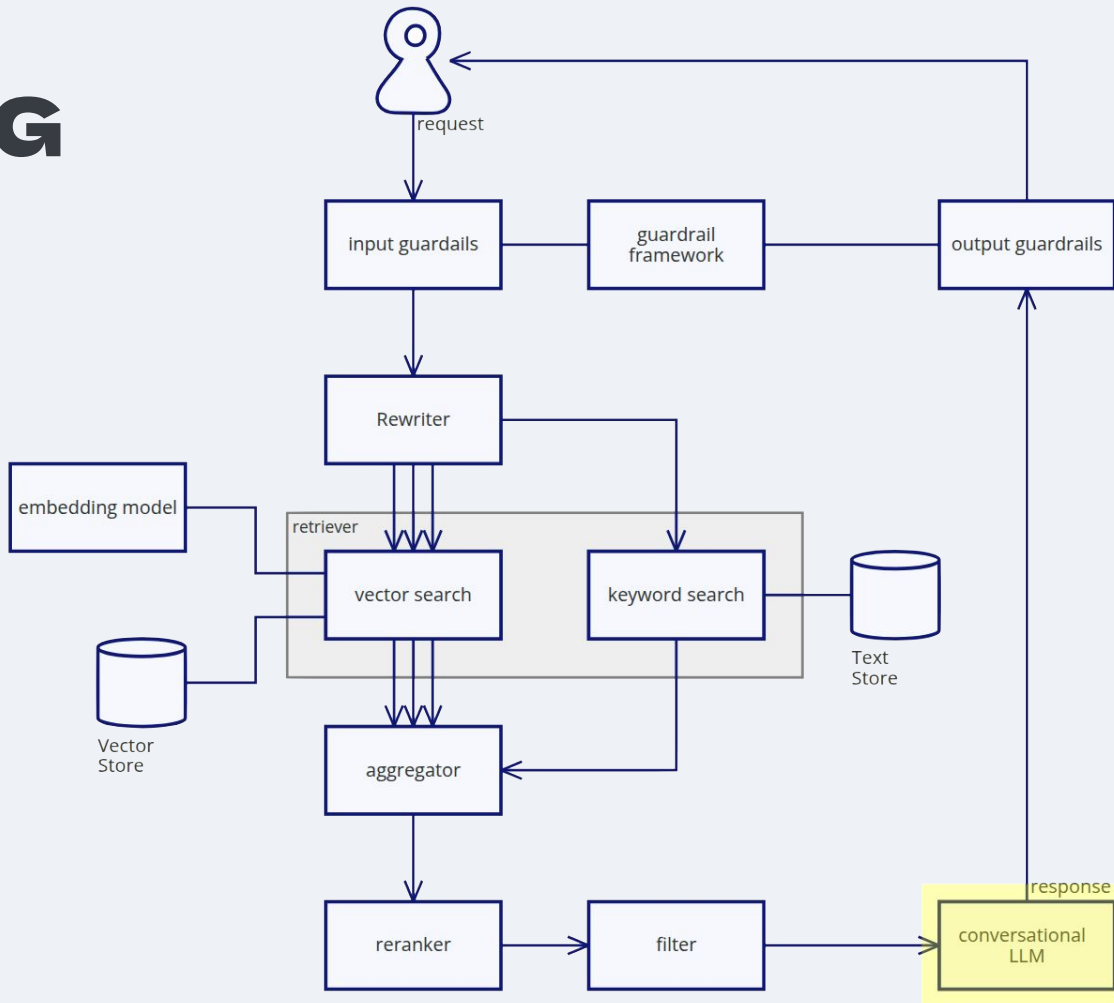 G
request
input guardails
guardrail
framework
output guardrails
Rewriter
embedding model
retriever
vector search
keyword search
Text
Store
Vector
Store
aggregator
response
reranker
filter
conversational
LLM